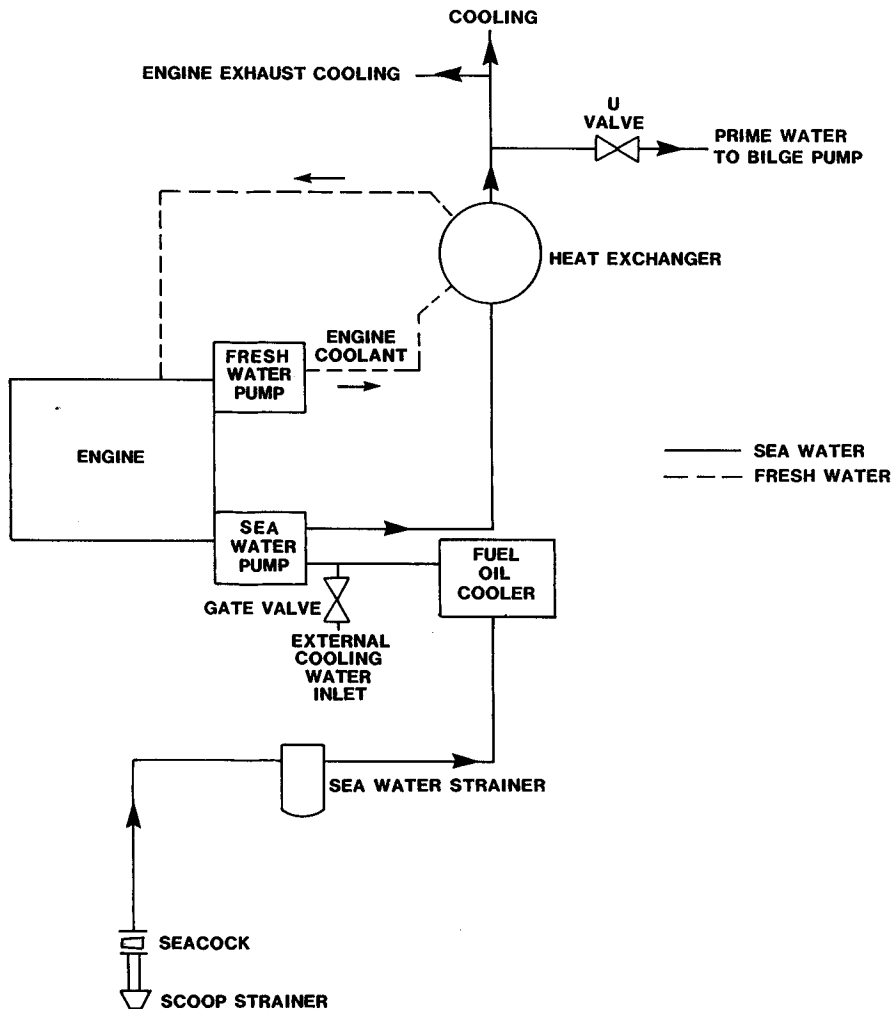 COOLING
ENGINE EXHAUST COOLING
U
VALVE
PRIME WATER
TO BILGE PUMP
HEAT EXCHANGER
ENGINE
COOLANT
FRESH
WATER
PUMP
ENGINE
SEA WATER
FRESH WATER
SEA
WATER
PUMP
FUEL
OIL
COOLER
GATE VALVE
EXTERNAL
COOLING
WATER
INLET
SEA WATER STRAINER
SEACOCK
SCOOP STRAINER